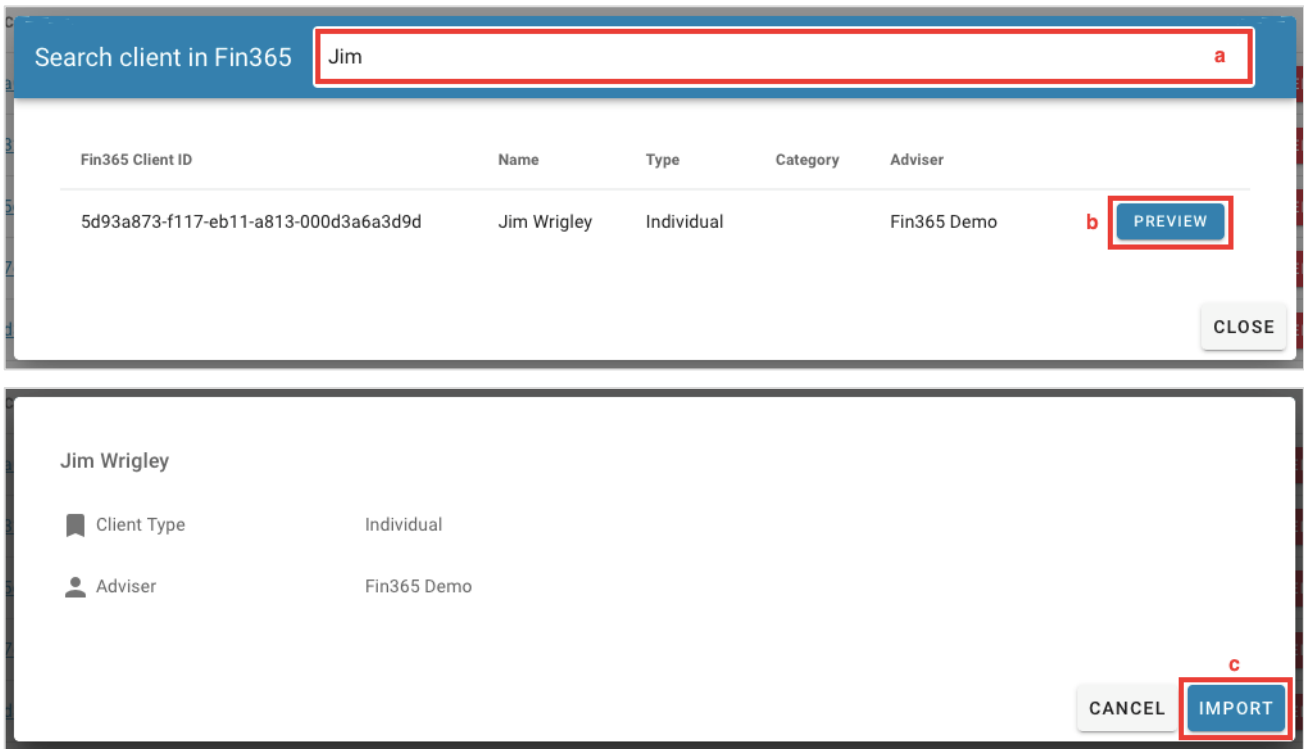 Search client in Fin365 Jim a
Fin365 Client ID Name Type Category Adviser
5d93a873-f117-eb11-a813-000d3a6a3d9d Jim Wrigley Individual Fin365 Demo b PREVIEW
CLOSE
Jim Wrigley
Client Type Individual
Adviser Fin365 Demo
c
CANCEL IMPORT